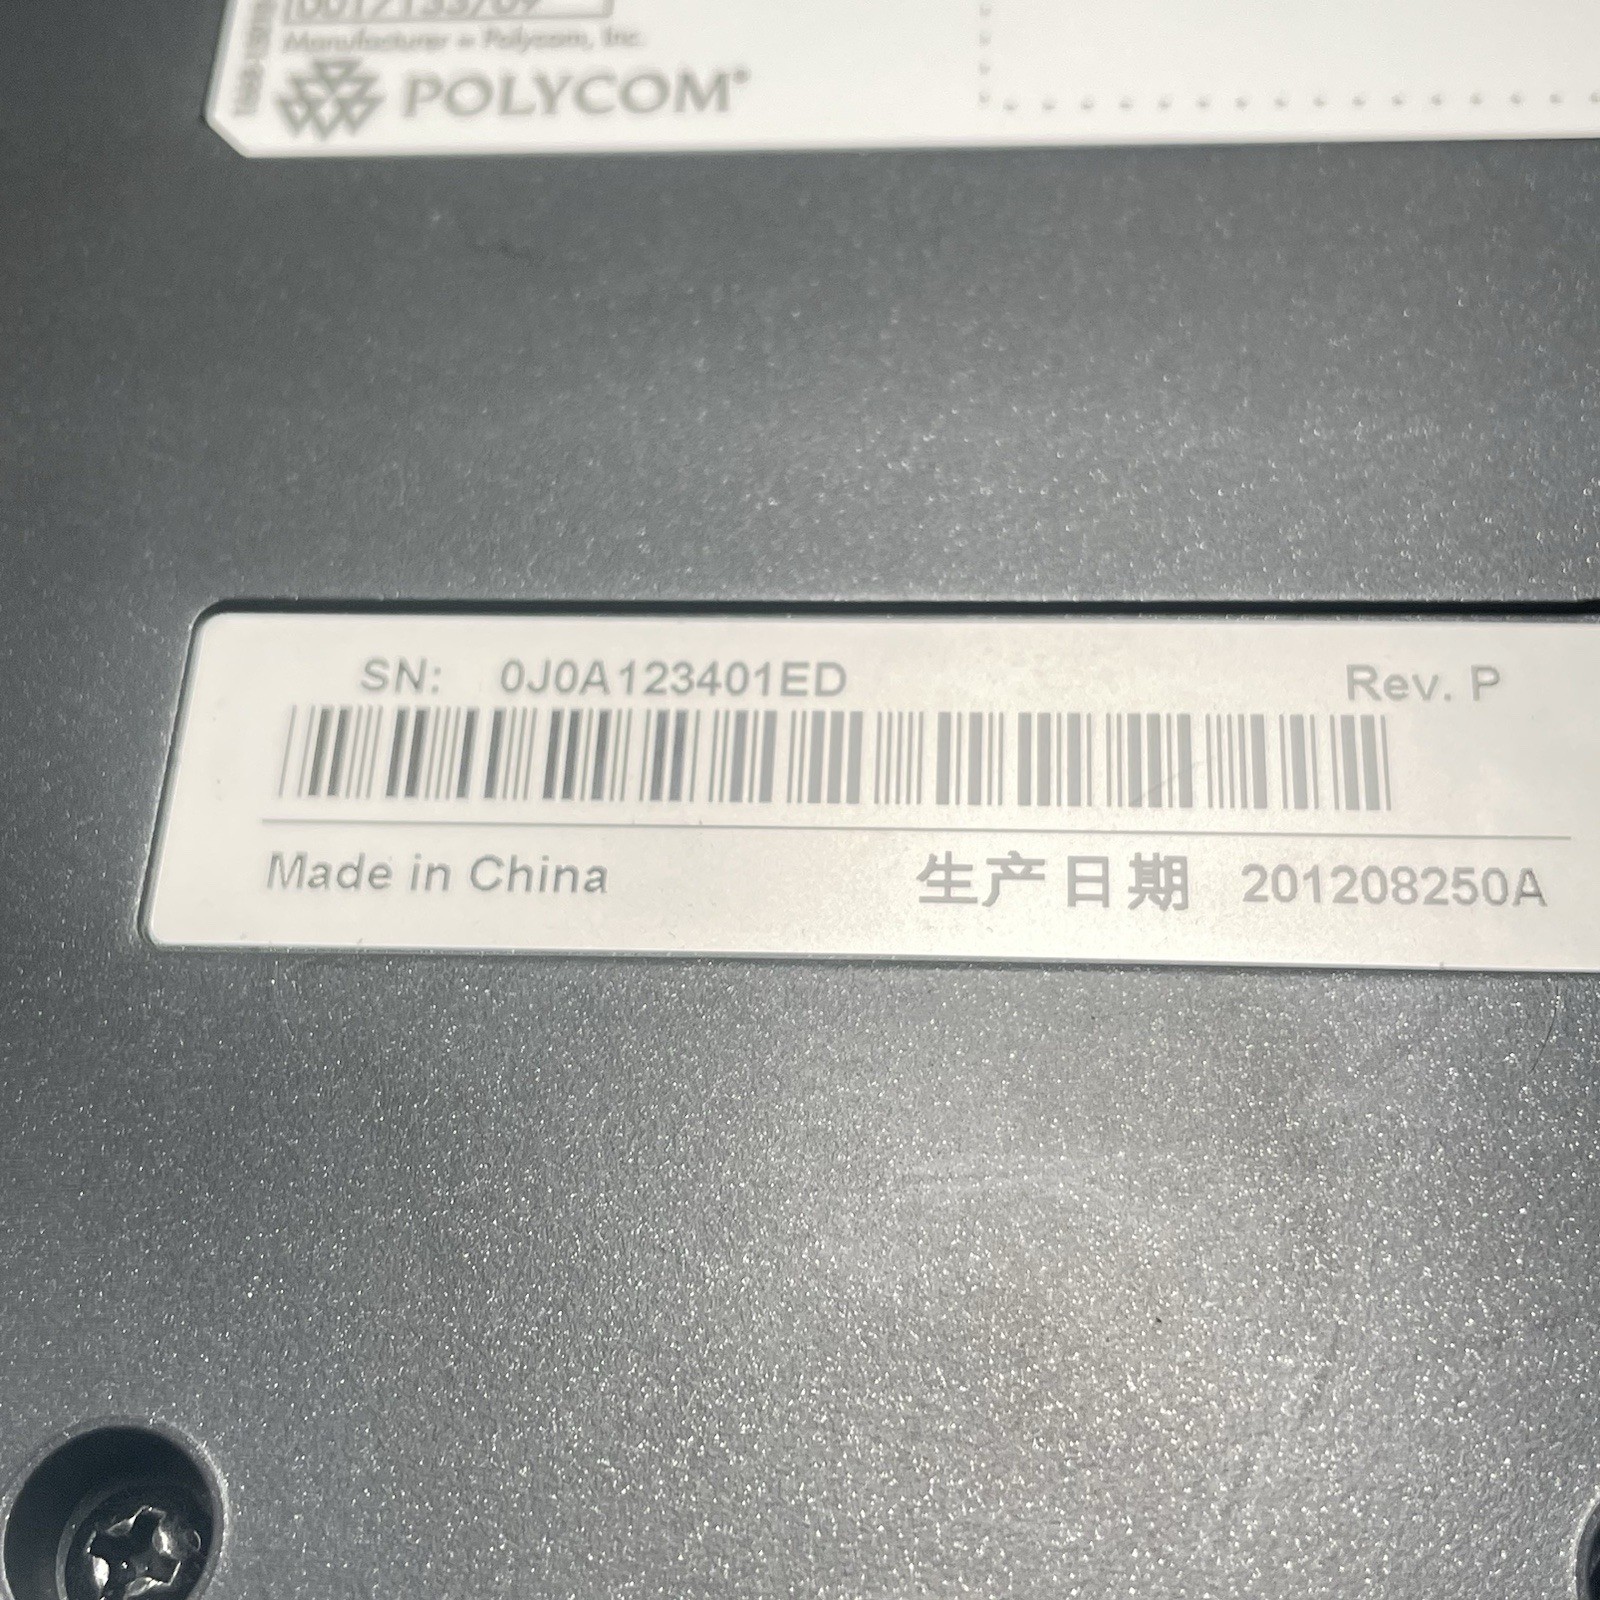 Manufacturer = Polycom, Inc.
POLYCOM®
SN: 0J0A123401ED Rev. P
Made in China 生产日期 201208250A